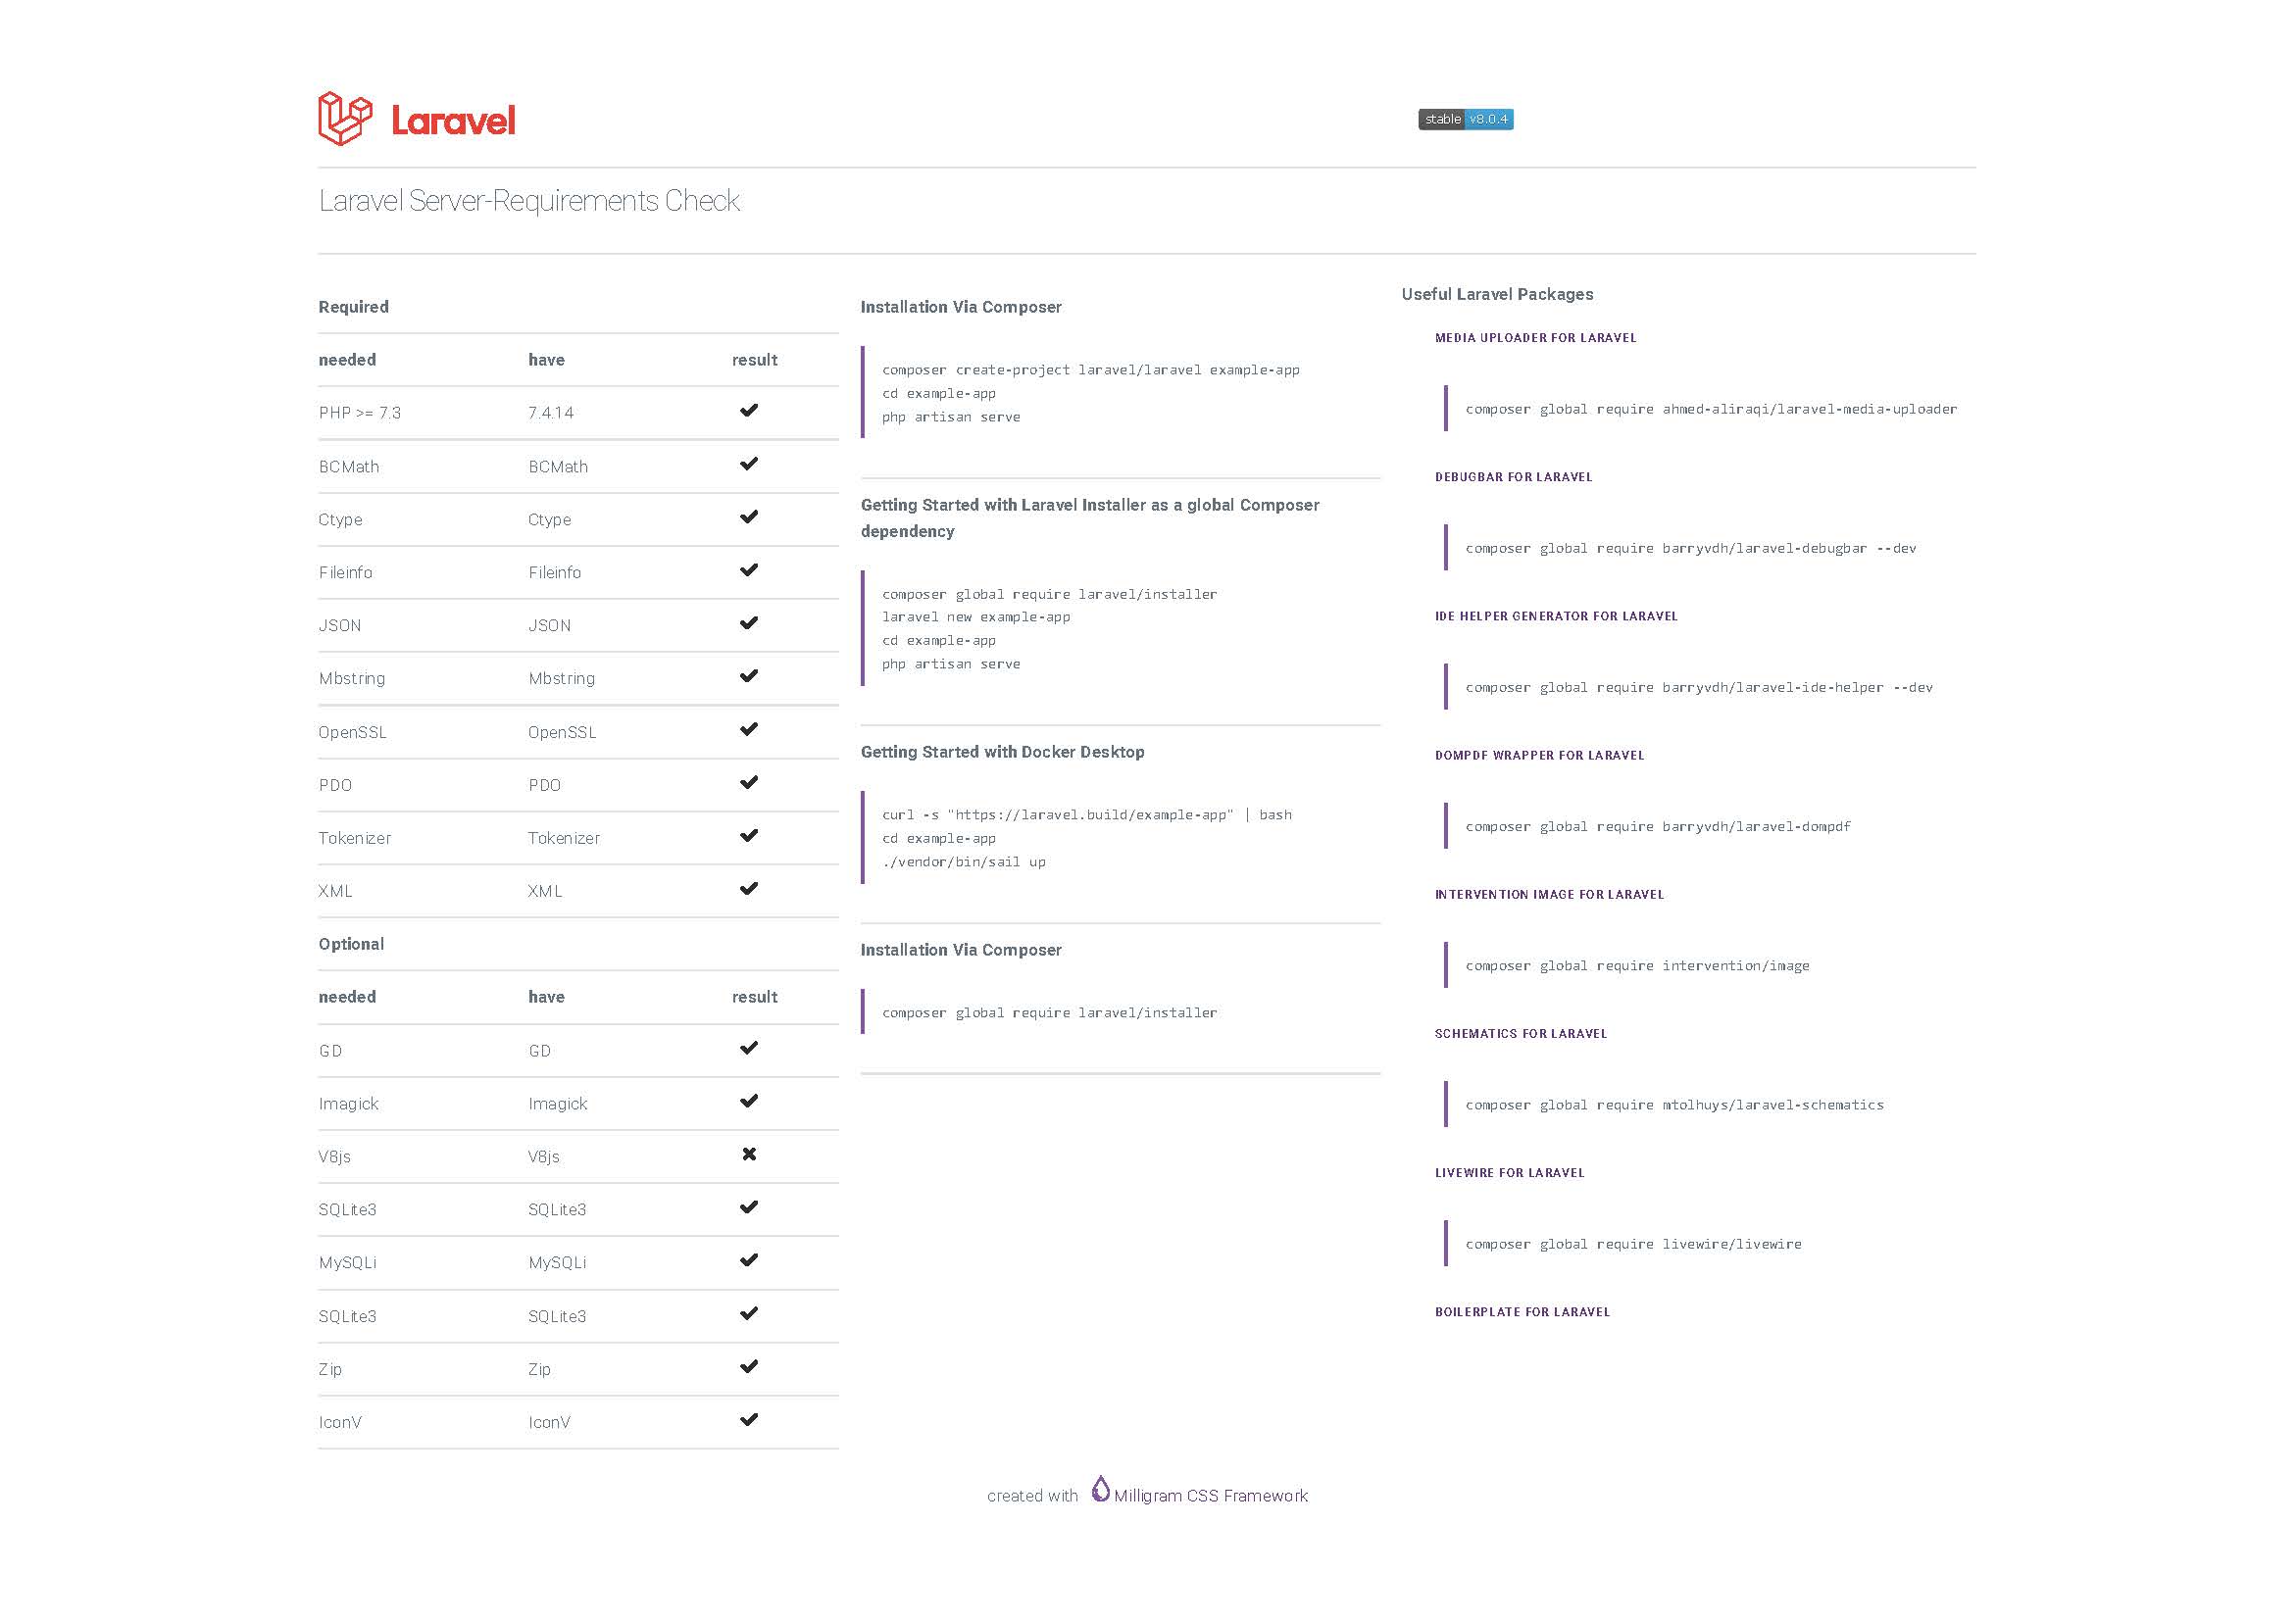 Laravel
stable v8.0.4
Laravel Server-Requirements Check
Required
needed have result
PHP >= 7.3 7.4.14 ✔
BCMath BCMath ✔
Ctype Ctype ✔
Fileinfo Fileinfo ✔
JSON JSON ✔
Mbstring Mbstring ✔
OpenSSL OpenSSL ✔
PDO PDO ✔
Tokenizer Tokenizer ✔
XML XML ✔
Optional
needed have result
GD GD ✔
Imagick Imagick ✔
V8js V8js ✖
SQLite3 SQLite3 ✔
MySQLi MySQLi ✔
SQLite3 SQLite3 ✔
Zip Zip ✔
IconV IconV ✔
Installation Via Composer
composer create-project laravel/laravel example-app
cd example-app
php artisan serve
Getting Started with Laravel Installer as a global Composer
dependency
composer global require laravel/installer
laravel new example-app
cd example-app
php artisan serve
Getting Started with Docker Desktop
curl -s "https://laravel.build/example-app" | bash
cd example-app
./vendor/bin/sail up
Installation Via Composer
composer global require laravel/installer
Useful Laravel Packages
MEDIA UPLOADER FOR LARAVEL
composer global require ahmed-aliraqi/laravel-media-uploader
DEBUGBAR FOR LARAVEL
composer global require barryvdh/laravel-debugbar --dev
IDE HELPER GENERATOR FOR LARAVEL
composer global require barryvdh/laravel-ide-helper --dev
DOMPDF WRAPPER FOR LARAVEL
composer global require barryvdh/laravel-dompdf
INTERVENTION IMAGE FOR LARAVEL
composer global require intervention/image
SCHEMATICS FOR LARAVEL
composer global require mtolhuys/laravel-schematics
LIVEWIRE FOR LARAVEL
composer global require livewire/livewire
BOILERPLATE FOR LARAVEL
created with Milligram CSS Framework